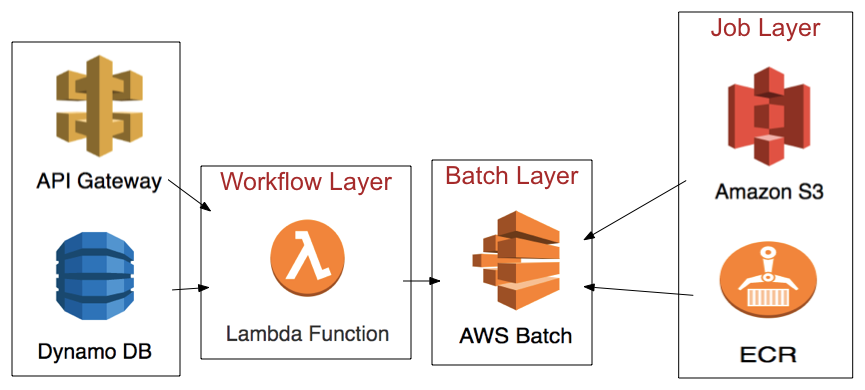 API Gateway
Dynamo DB
Workflow Layer
Lambda Function
Batch Layer
AWS Batch
Job Layer
Amazon S3
ECR